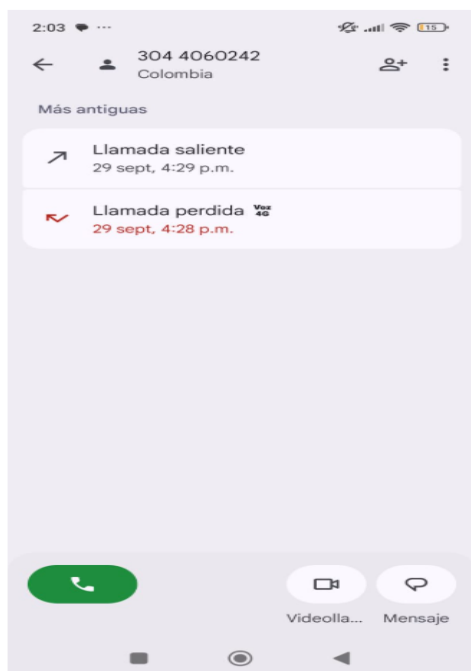 2:03 15
304 4060242
Colombia
Más antiguas
Llamada saliente
29 sept, 4:29 p.m.
Llamada perdida Voz 4G
29 sept, 4:28 p.m.
Videolla... Mensaje